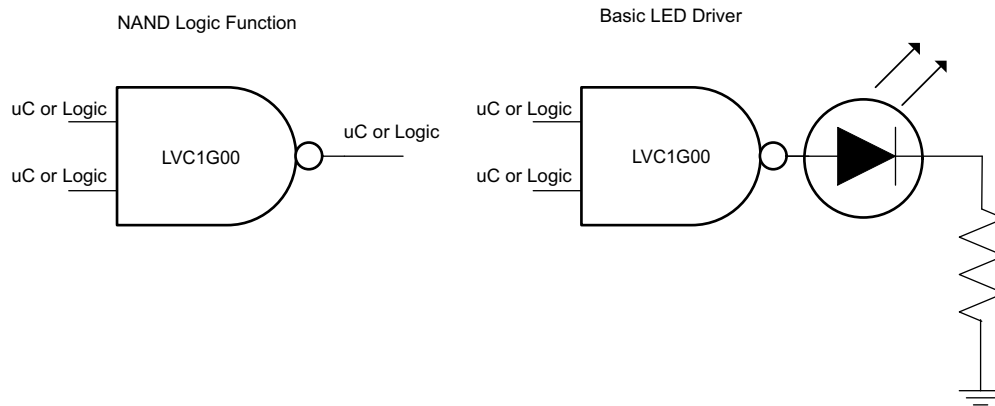 NAND Logic Function
uC or Logic
uC or Logic
LVC1G00
uC or Logic
Basic LED Driver
uC or Logic
uC or Logic
LVC1G00